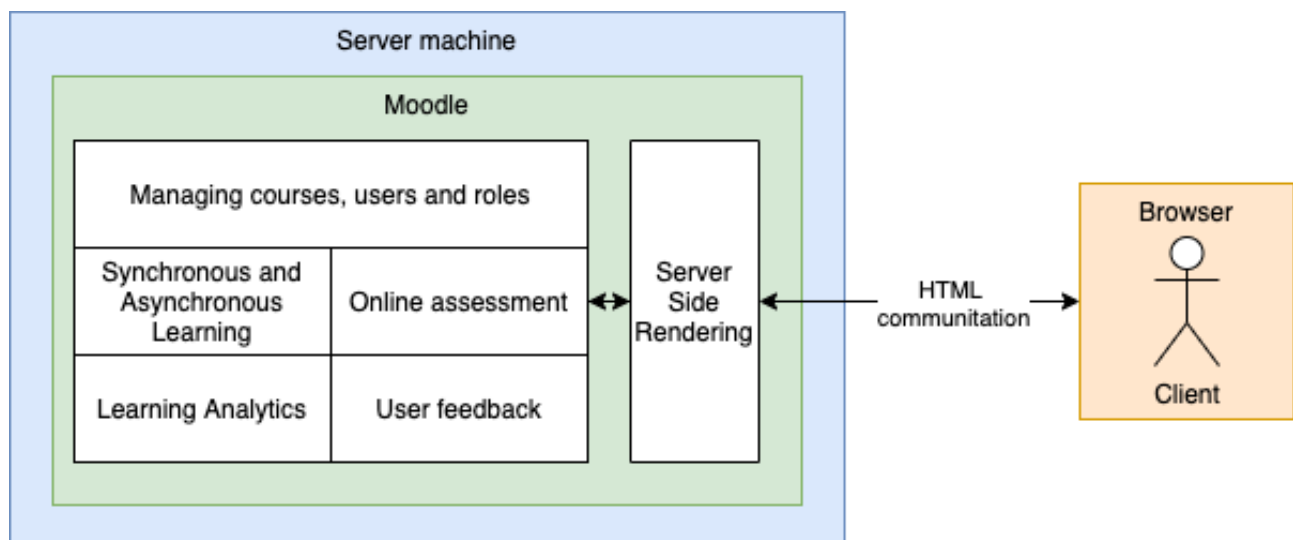 Server machine
Moodle
Managing courses, users and roles
Synchronous and
Asynchronous
Learning
Online assessment
Learning Analytics
User feedback
Server
Side
Rendering
HTML
communitation
Browser
Client